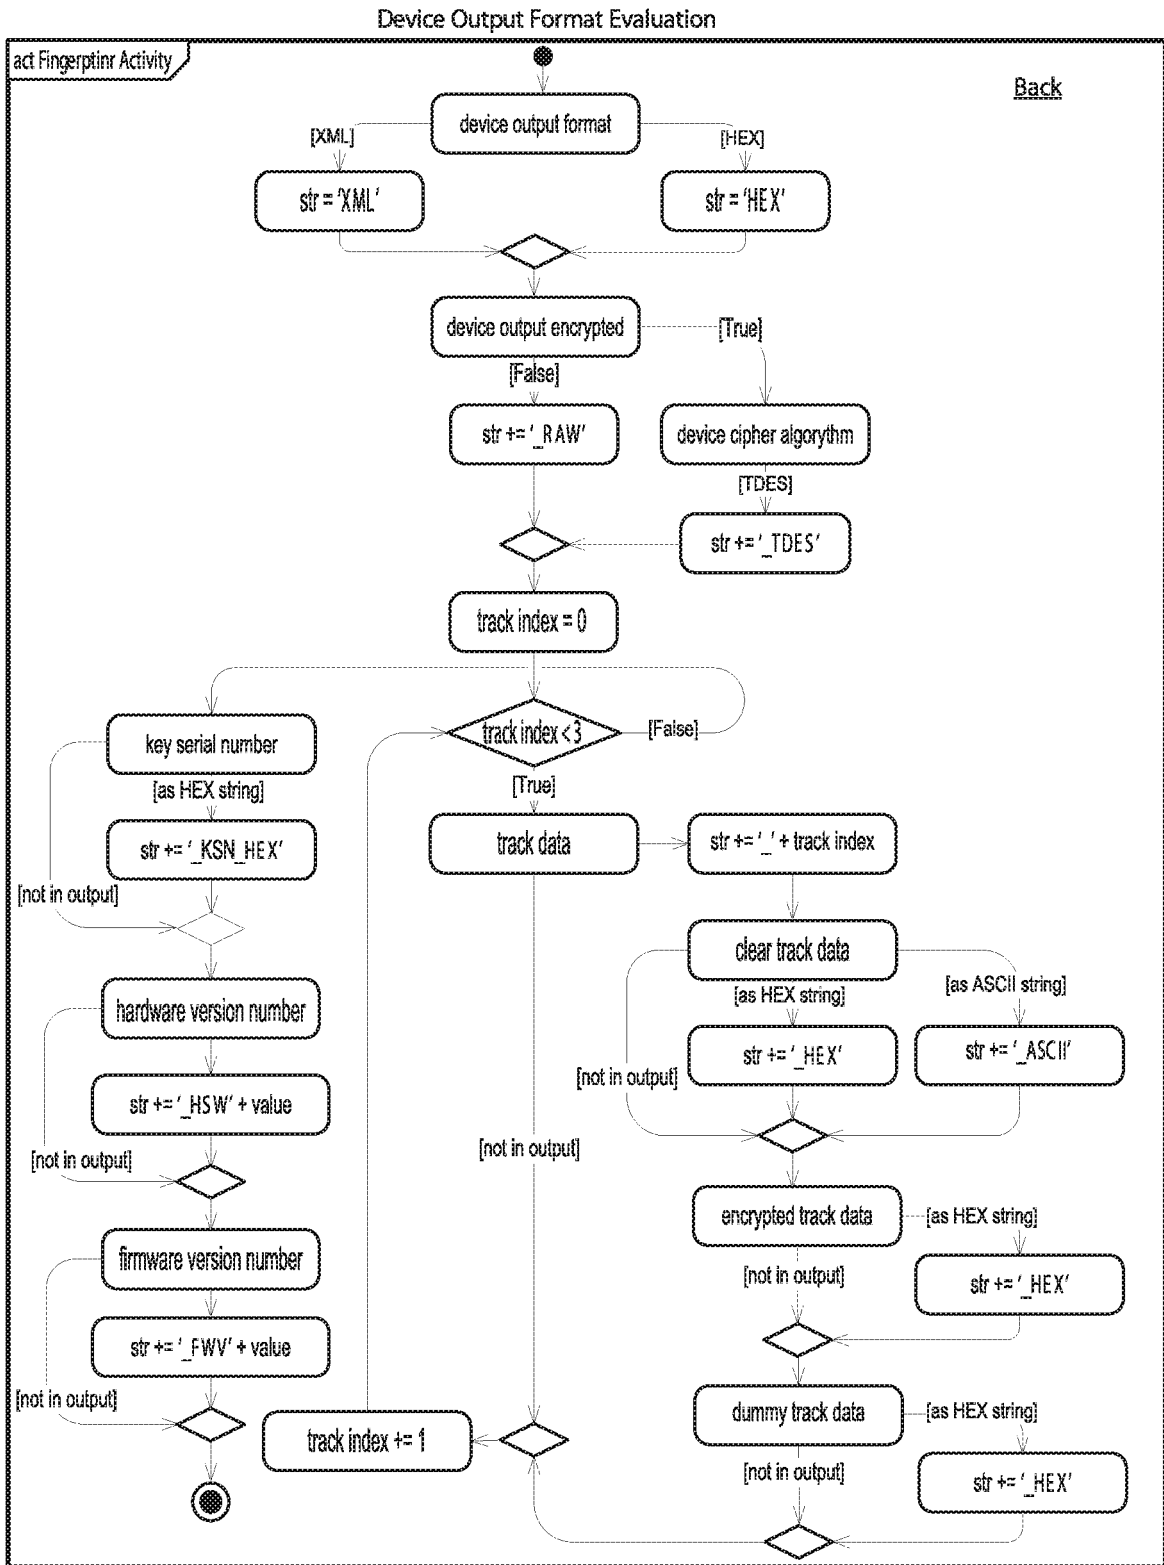 Device Output Format Evaluation
act Fingerptinr Activity
Back
device output format
[XML]
[HEX]
str = 'XML'
str = 'HEX'
device output encrypted
[True]
[False]
str += '_RAW'
device cipher algorythm
[TDES]
str += '_TDES'
track index = 0
key serial number
track index < 3
[False]
[as HEX string]
[True]
str += '_KSN_HEX'
track data
str += '_' + track index
[not in output]
clear track data
hardware version number
[as HEX string]
[as ASCII string]
str += '_HEX'
str += '_ASCII'
[not in output]
str += '_HSW' + value
[not in output]
[not in output]
encrypted track data
[as HEX string]
firmware version number
[not in output]
str += '_HEX'
str += '_FWV' + value
[not in output]
dummy track data
[as HEX string]
track index += 1
[not in output]
str += '_HEX'